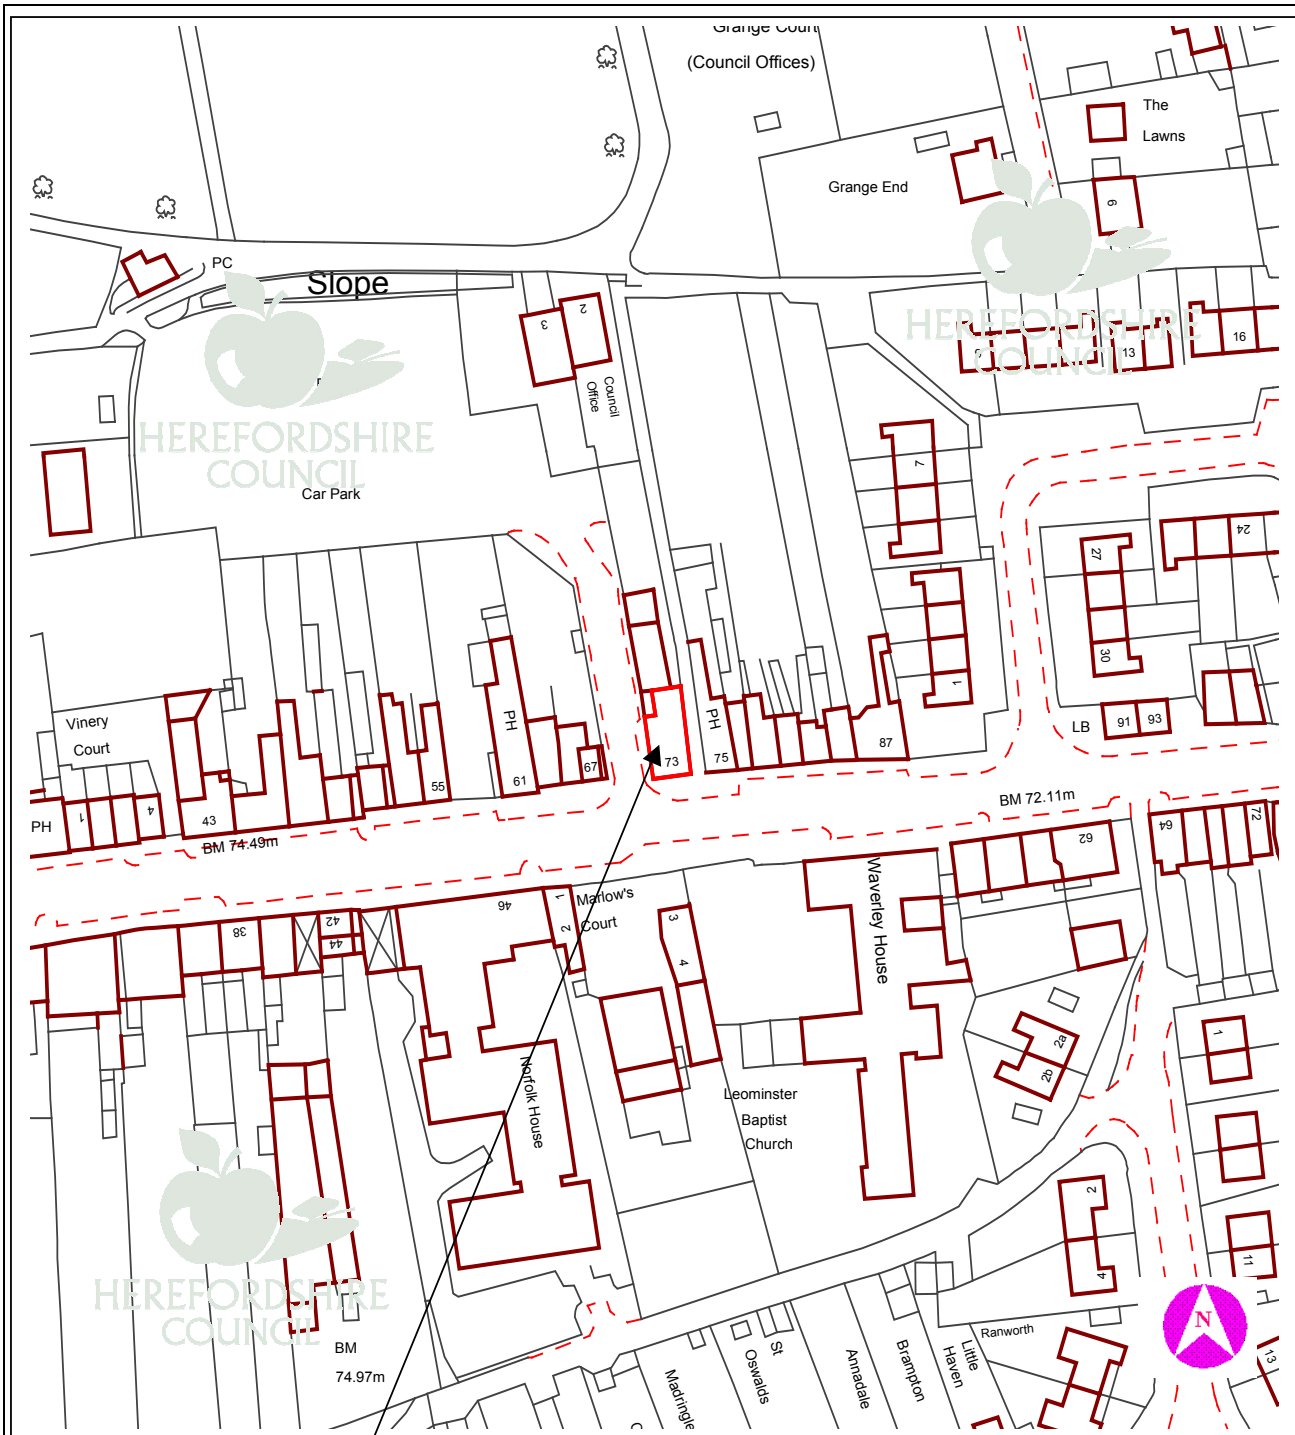 Grange Court
(Council Offices)
The
Lawns
Grange End
6
PC
Slope
HEREFORDSHIRE
COUNCIL
3
2
Council
Office
9
13
16
HEREFORDSHIRE
COUNCIL
Car Park
7
27
24
30
1
91
93
LB
Vinery
Court
PH
1
4
43
55
PH
61
67
73
PH
75
87
BM 74.49m
BM 72.11m
62
64
72
38
42
44
46
1
2
Marlow's
Court
3
4
Waverley House
Norfolk House
Leominster
Baptist
Church
2a
2b
1
2
4
11
13
HEREFORDSHIRE
COUNCIL
BM
74.97m
Madringle
St
Oswalds
Annadale
Brampton
Little
Haven
Ranworth
N